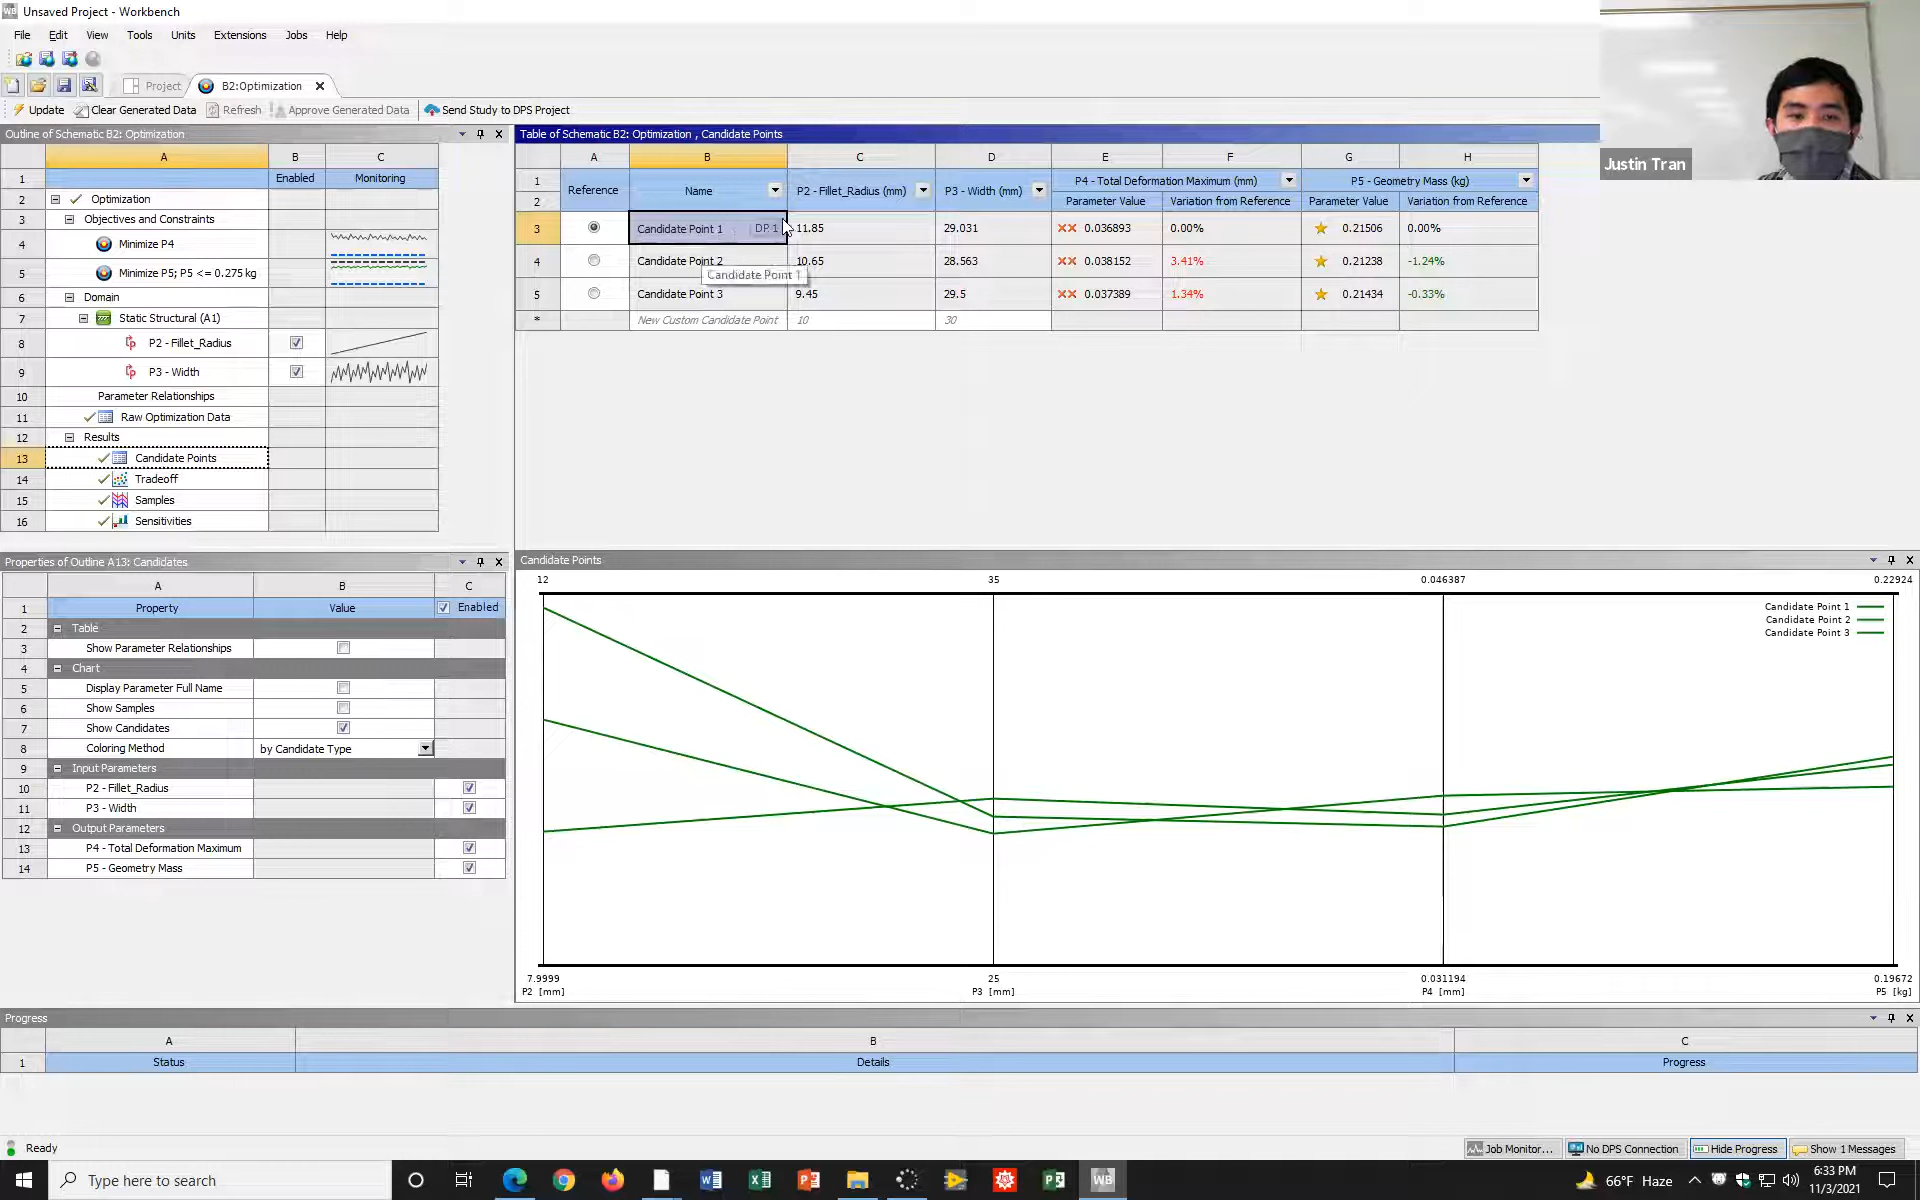 Unsaved Project - Workbench
File Edit View Tools Units Extensions Jobs Help
Project B2:Optimization
Update Clear Generated Data Refresh Approve Generated Data Send Study to DPS Project
Outline of Schematic B2: Optimization
A B C
1 Enabled Monitoring
2 Optimization
3 Objectives and Constraints
4 Minimize P4
5 Minimize P5; P5 <= 0.275 kg
6 Domain
7 Static Structural (A1)
8 P2 - Fillet_Radius
9 P3 - Width
10 Parameter Relationships
11 Raw Optimization Data
12 Results
13 Candidate Points
14 Tradeoff
15 Samples
16 Sensitivities
Table of Schematic B2: Optimization , Candidate Points
A B C D E F G H
1 Reference Name P2 - Fillet_Radius (mm) P3 - Width (mm) P4 - Total Deformation Maximum (mm) P5 - Geometry Mass (kg)
2 Parameter Value Variation from Reference Parameter Value Variation from Reference
3 Candidate Point 1 DP 1 11.85 29.031 0.036893 0.00% 0.21506 0.00%
4 Candidate Point 2 10.65 28.563 0.038152 3.41% 0.21238 -1.24%
Candidate Point 1
5 Candidate Point 3 9.45 29.5 0.037389 1.34% 0.21434 -0.33%
* New Custom Candidate Point 10 30
Justin Tran
Properties of Outline A13: Candidates
A B C
1 Property Value Enabled
2 Table
3 Show Parameter Relationships
4 Chart
5 Display Parameter Full Name
6 Show Samples
7 Show Candidates
8 Coloring Method by Candidate Type
9 Input Parameters
10 P2 - Fillet_Radius
11 P3 - Width
12 Output Parameters
13 P4 - Total Deformation Maximum
14 P5 - Geometry Mass
Candidate Points
12 35 0.046387 0.22924
Candidate Point 1
Candidate Point 2
Candidate Point 3
7.9999 25 0.031194 0.19672
P2 [mm] P3 [mm] P4 [mm] P5 [kg]
Progress
A B C
1 Status Details Progress
Ready
Job Monitor... No DPS Connection Hide Progress Show 1 Messages
Type here to search
66°F Haze
6:33 PM
11/3/2021